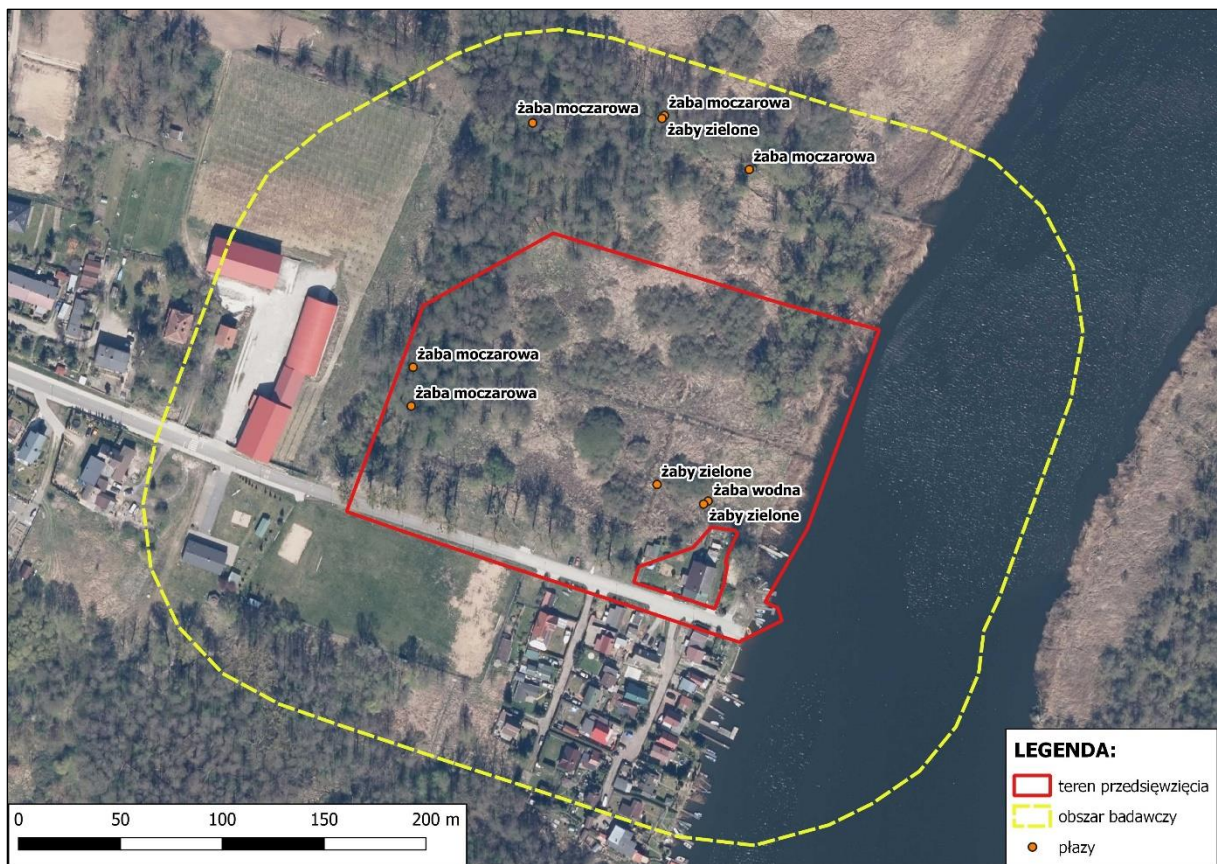 żaba moczarowa
żaba moczarowa
żaby zielone
żaba moczarowa
żaba moczarowa
żaba moczarowa
żaby zielone
żaba wodna
żaby zielone
LEGENDA:
teren przedsięwzięcia
obszar badawczy
płazy
0 50 100 150 200 m